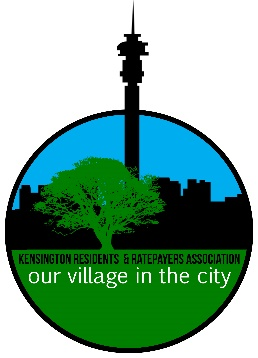 KENSINGTON RESIDENTS & RATEPAYERS ASSOCIATION
our village in the city